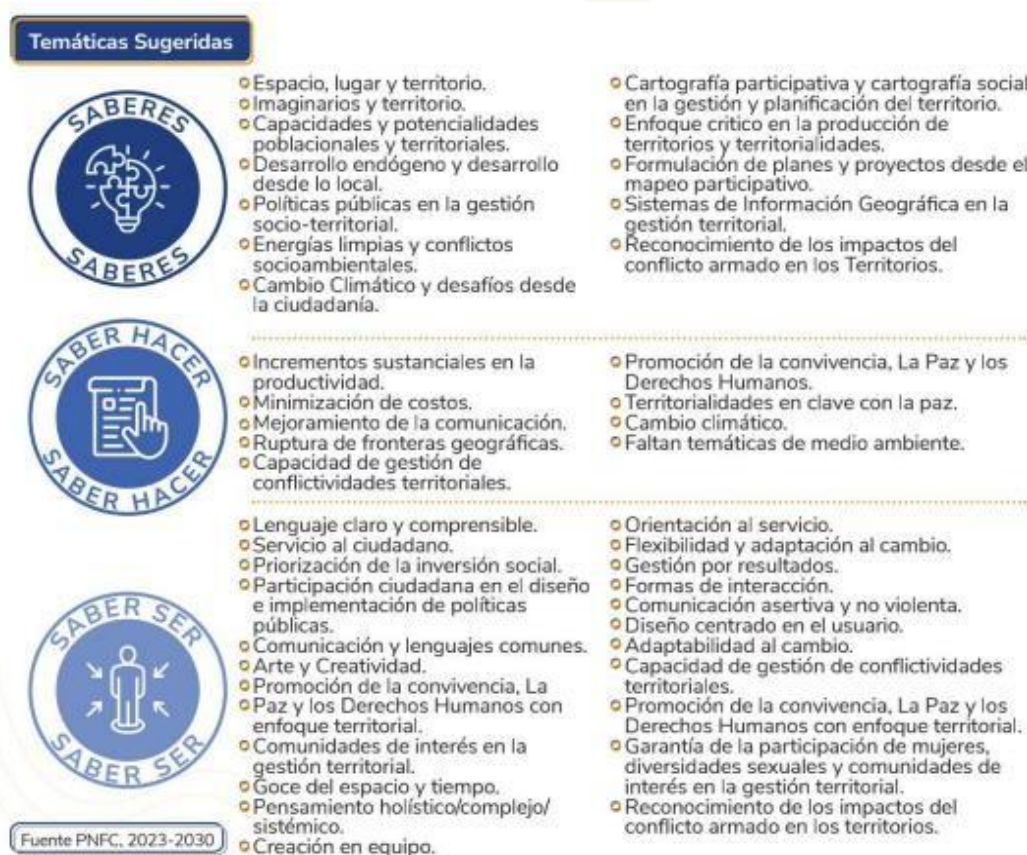 Temáticas Sugeridas
SABERES
SABERES
Espacio, lugar y territorio.
Imaginarios y territorio.
Capacidades y potencialidades
poblacionales y territoriales.
Desarrollo endógeno y desarrollo
desde lo local.
Políticas públicas en la gestión
socio-territorial.
Energías limpias y conflictos
socioambientales.
Cambio Climático y desafíos desde
la ciudadanía.
Cartografía participativa y cartografía social
en la gestión y planificación del territorio.
Enfoque critico en la producción de
territorios y territorialidades.
Formulación de planes y proyectos desde el
mapeo participativo.
Sistemas de Información Geográfica en la
gestión territorial.
Reconocimiento de los impactos del
conflicto armado en los Territorios.
SABER HACER
SABER HACER
Incrementos sustanciales en la
productividad.
Minimización de costos.
Mejoramiento de la comunicación.
Ruptura de fronteras geográficas.
Capacidad de gestión de
conflictividades territoriales.
Promoción de la convivencia, La Paz y los
Derechos Humanos.
Territorialidades en clave con la paz.
Cambio climático.
Faltan temáticas de medio ambiente.
SABER SER
SABER SER
Lenguaje claro y comprensible.
Servicio al ciudadano.
Priorización de la inversión social.
Participación ciudadana en el diseño
e implementación de políticas
públicas.
Comunicación y lenguajes comunes.
Arte y Creatividad.
Promoción de la convivencia, La
Paz y los Derechos Humanos con
enfoque territorial.
Comunidades de interés en la
gestión territorial.
Goce del espacio y tiempo.
Pensamiento holístico/complejo/
sistémico.
Creación en equipo.
Orientación al servicio.
Flexibilidad y adaptación al cambio.
Gestión por resultados.
Formas de interacción.
Comunicación asertiva y no violenta.
Diseño centrado en el usuario.
Adaptabilidad al cambio.
Capacidad de gestión de conflictividades
territoriales.
Promoción de la convivencia, La Paz y los
Derechos Humanos con enfoque territorial.
Garantía de la participación de mujeres,
diversidades sexuales y comunidades de
interés en la gestión territorial.
Reconocimiento de los impactos del
conflicto armado en los territorios.
Fuente PNFC, 2023-2030